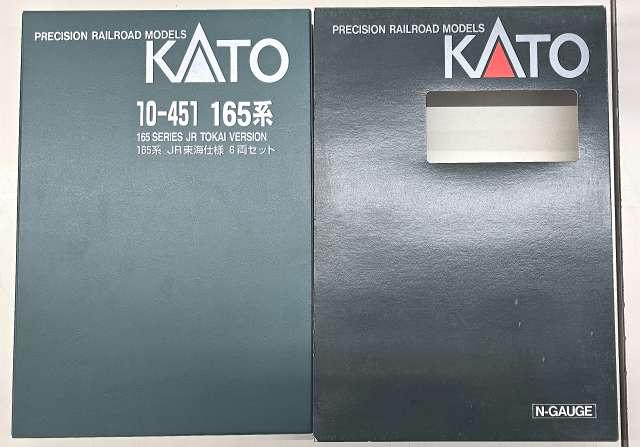 PRECISION RAILROAD MODELS
KATO
10-451 165系
165 SERIES JR TOKAI VERSION
165系 JR東海仕様 6両セット
PRECISION RAILROAD MODELS
KATO
N-GAUGE